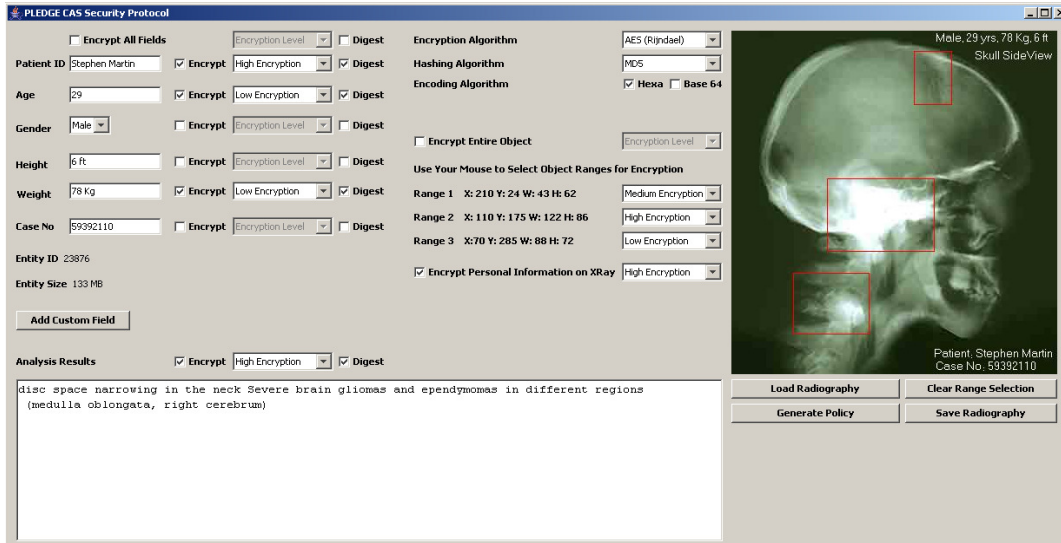 PLEDGE CAS Security Protocol
Encrypt All Fields Encryption Level Digest
Patient ID Stephen Martin Encrypt High Encryption Digest
Age 29 Encrypt Low Encryption Digest
Gender Male Encrypt Encryption Level Digest
Height 6 ft Encrypt Encryption Level Digest
Weight 78 Kg Encrypt Low Encryption Digest
Case No 59392110 Encrypt Encryption Level Digest
Entity ID 23876
Entity Size 133 MB
Add Custom Field
Analysis Results Encrypt High Encryption Digest
disc space narrowing in the neck Severe brain gliomas and ependymomas in different regions
(medulla oblongata, right cerebrum)
Encryption Algorithm AES (Rijndael)
Hashing Algorithm MD5
Encoding Algorithm Hexa Base 64
Encrypt Entire Object Encryption Level
Use Your Mouse to Select Object Ranges for Encryption
Range 1 X: 210 Y: 24 W: 43 H: 62 Medium Encryption
Range 2 X: 110 Y: 175 W: 122 H: 86 High Encryption
Range 3 X:70 Y: 285 W: 88 H: 72 Low Encryption
Encrypt Personal Information on XRay High Encryption
Male, 29 yrs, 78 Kg, 6 ft
Skull SideView
Patient: Stephen Martin
Case No: 59392110
Load Radiography Clear Range Selection
Generate Policy Save Radiography